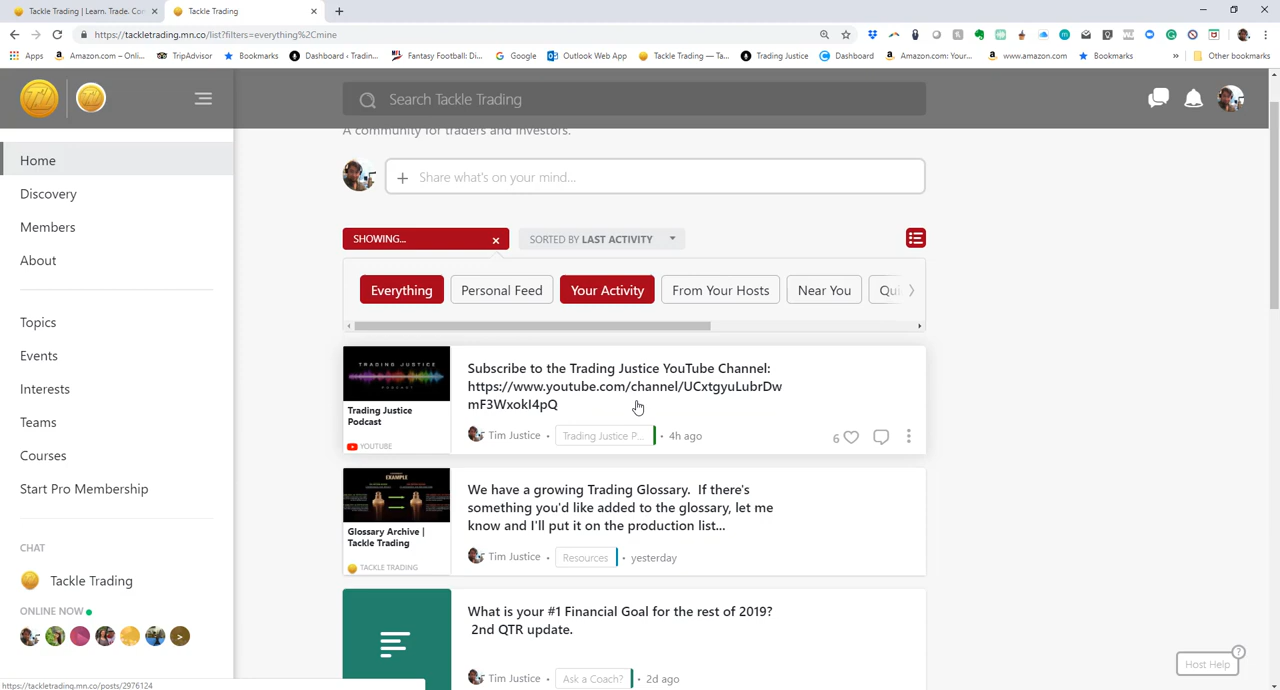 Tackle Trading | Learn. Trade. Co...
Tackle Trading
https://tackletrading.mn.co/list?filters=everything%2Cmine
Apps
Amazon.com – Onli...
TripAdvisor
Bookmarks
Dashboard ‹ Tradin...
Fantasy Football: Di...
Google
Outlook Web App
Tackle Trading — Ta...
Trading Justice
Dashboard
Amazon.com: Your...
www.amazon.com
Bookmarks
»
Other bookmarks
Search Tackle Trading
A community for traders and investors.
+ Share what's on your mind...
Home
Discovery
Members
About
Topics
Events
Interests
Teams
Courses
Start Pro Membership
CHAT
Tackle Trading
ONLINE NOW
SHOWING... ×
SORTED BY LAST ACTIVITY
Everything
Personal Feed
Your Activity
From Your Hosts
Near You
Qui
TRADING JUSTICE
PODCAST
Trading Justice
Podcast
YOUTUBE
Subscribe to the Trading Justice YouTube Channel:
https://www.youtube.com/channel/UCxtgyuLubrDw
mF3WxokI4pQ
Tim Justice • Trading Justice P... • 4h ago
6
EXAMPLE
Glossary Archive |
Tackle Trading
TACKLE TRADING
We have a growing Trading Glossary. If there's
something you'd like added to the glossary, let me
know and I'll put it on the production list...
Tim Justice • Resources • yesterday
What is your #1 Financial Goal for the rest of 2019?
2nd QTR update.
Tim Justice • Ask a Coach? • 2d ago
Host Help
?
https://tackletrading.mn.co/posts/2976124